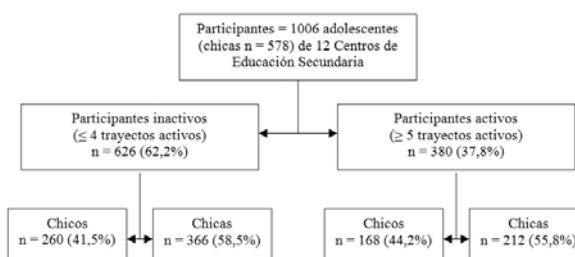 Participantes = 1006 adolescentes
(chicas n = 578) de 12 Centros de
Educación Secundaria
Participantes inactivos
(≤ 4 trayectos activos)
n = 626 (62,2%)
Participantes activos
(≥ 5 trayectos activos)
n = 380 (37,8%)
Chicos
n = 260 (41,5%)
Chicas
n = 366 (58,5%)
Chicos
n = 168 (44,2%)
Chicas
n = 212 (55,8%)